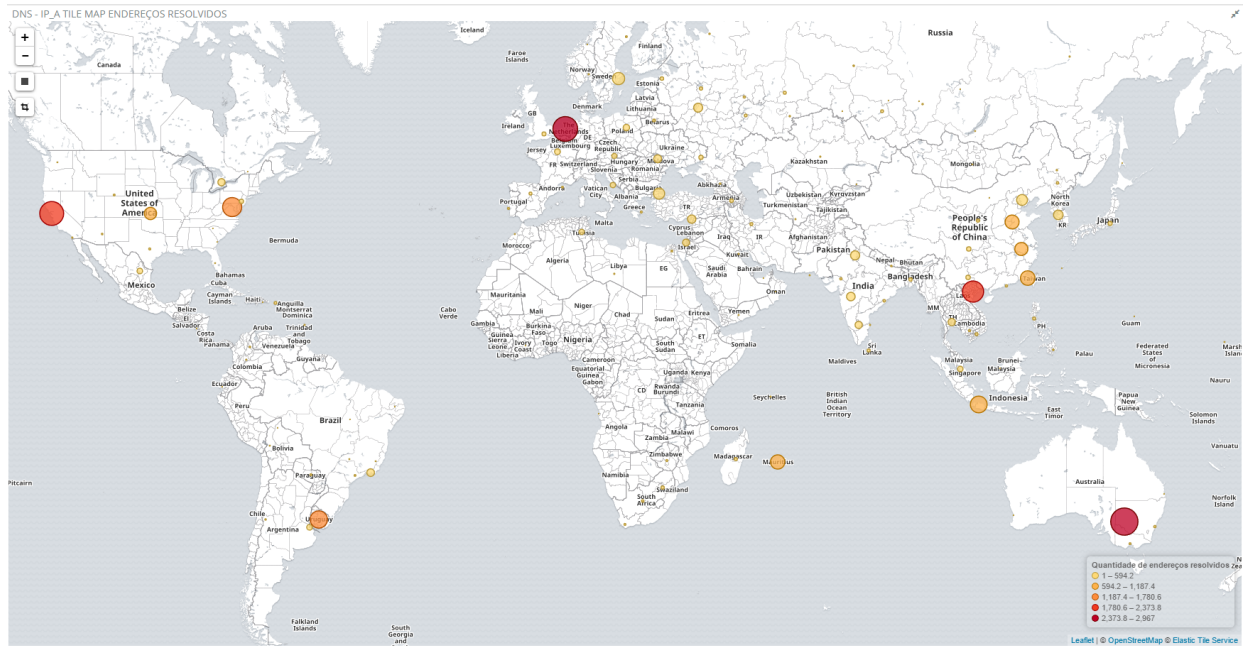 DNS - IP_A TILE MAP ENDEREÇOS RESOLVIDOS
+
−
Iceland
Russia
Faroe
Islands
Finland
Canada
Norway
Sweden
Estonia
Latvia
Denmark
Lithuania
GB
Ireland
The
Netherlands
DE
Belarus
Poland
Belgium
Luxembourg
Jersey
Czech
Republic
Ukraine
Kazakhstan
Mongolia
FR
Switzerland
Slovenia
Hungary
Romania
Moldova
Serbia
Andorra
Vatican
City
Bulgaria
Abkhazia
Uzbekistan
Kyrgyzstan
North
Korea
United
States of
America
Portugal
Albania
Greece
Armenia
Turkmenistan
Tajikistan
TR
KR
Japan
People's
Republic
of China
Bermuda
Malta
Tunisia
Cyprus
Lebanon
Israel
Iraq
IR
Afghanistan
Pakistan
Morocco
Kuwait
Nepal
Bhutan
Algeria
Libya
EG
Saudi
Arabia
Bahrain
Bangladesh
Taiwan
Bahamas
Mexico
Cuba
India
Oman
Cayman
Islands
Haiti
Anguilla
Montserrat
Dominica
Mauritania
Niger
Mali
Chad
Sudan
Eritrea
Yemen
MM
Laos
Belize
El
Salvador
Cabo
Verde
Gambia
Burkina
Faso
TH
Cambodia
PH
Guam
Aruba
Trinidad
and
Tobago
Costa
Rica
Panama
Venezuela
Guinea
Sierra
Leone
Ivory
Coast
Togo
Nigeria
Liberia
ET
South
Sudan
Somalia
Sri
Lanka
Maldives
Federated
States
of
Micronesia
Palau
Guyana
Colombia
Cameroon
Equatorial
Guinea
Gabon
Uganda
Kenya
Malaysia
Brunei
Malaysia
Singapore
Ecuador
CD
Rwanda
Burundi
Nauru
Seychelles
British
Indian
Ocean
Territory
Indonesia
Papua
New
Guinea
East
Timor
Solomon
Islands
Peru
Tanzania
Brazil
Angola
Malawi
Comoros
Zambia
Vanuatu
Bolivia
Zimbabwe
Madagascar
Mauritius
Pitcairn
Paraguay
Namibia
Australia
Swaziland
South
Africa
Norfolk
Island
Chile
Uruguay
Argentina
Quantidade de endereços resolvidos
1 – 594.2
594.2 – 1,187.4
1,187.4 – 1,780.6
1,780.6 – 2,373.8
2,373.8 – 2,967
Falkland
Islands
South
Georgia
and
Leaflet | © OpenStreetMap © Elastic Tile Service